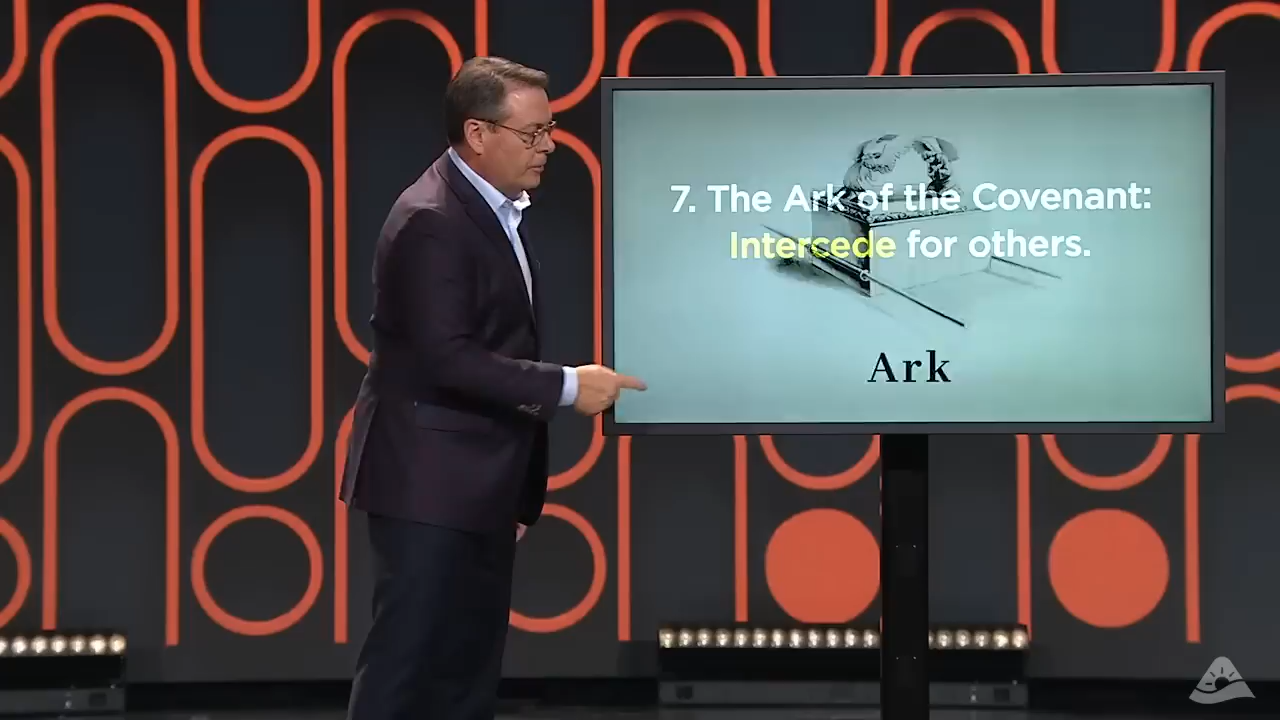 7. The Ark of the Covenant:
Intercede for others.
Ark